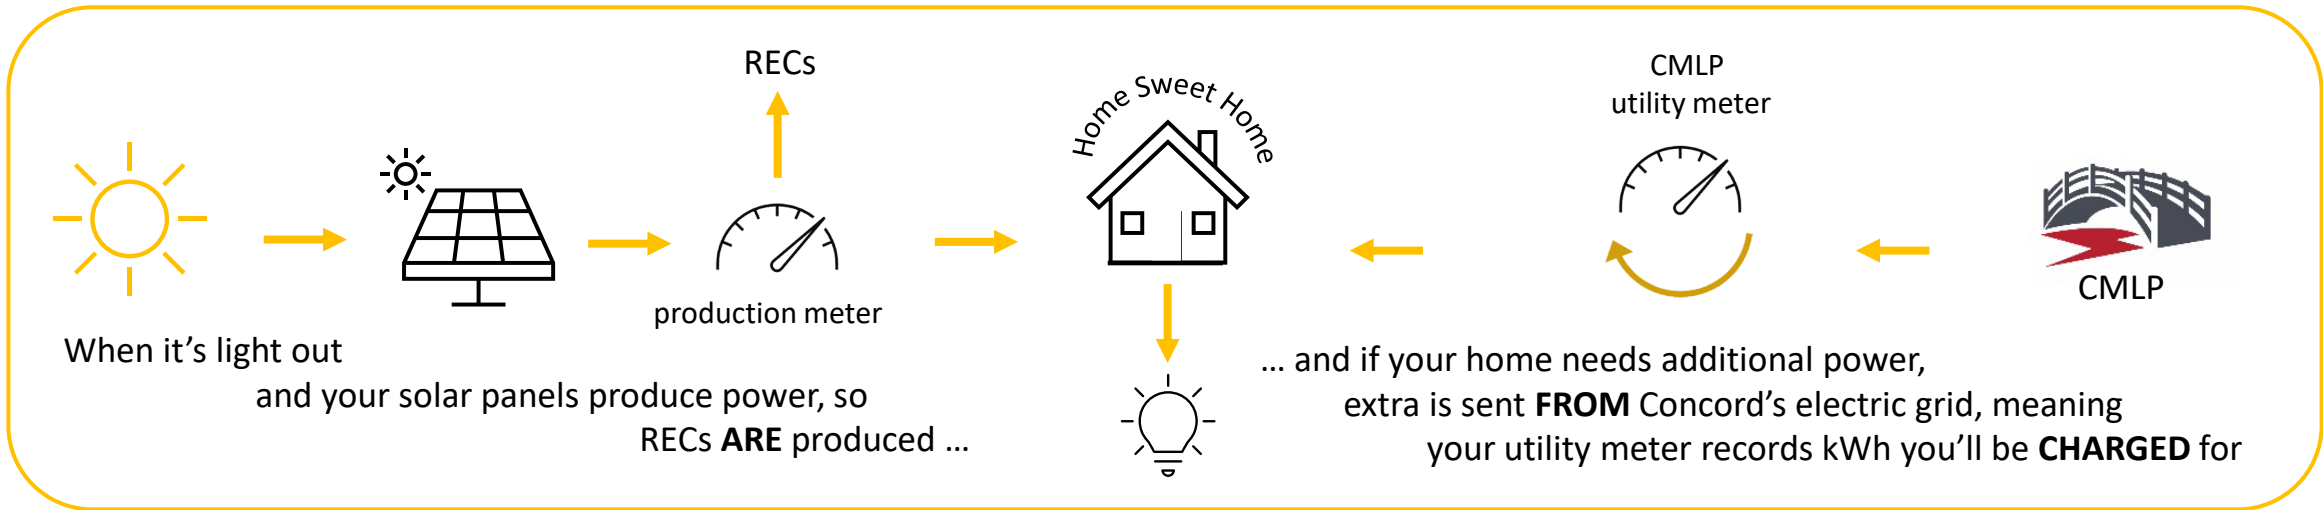 RECs
production meter
Home Sweet Home
CMLP
utility meter
CMLP
When it’s light out
and your solar panels produce power, so
RECs ARE produced ...
... and if your home needs additional power,
extra is sent FROM Concord’s electric grid, meaning
your utility meter records kWh you’ll be CHARGED for